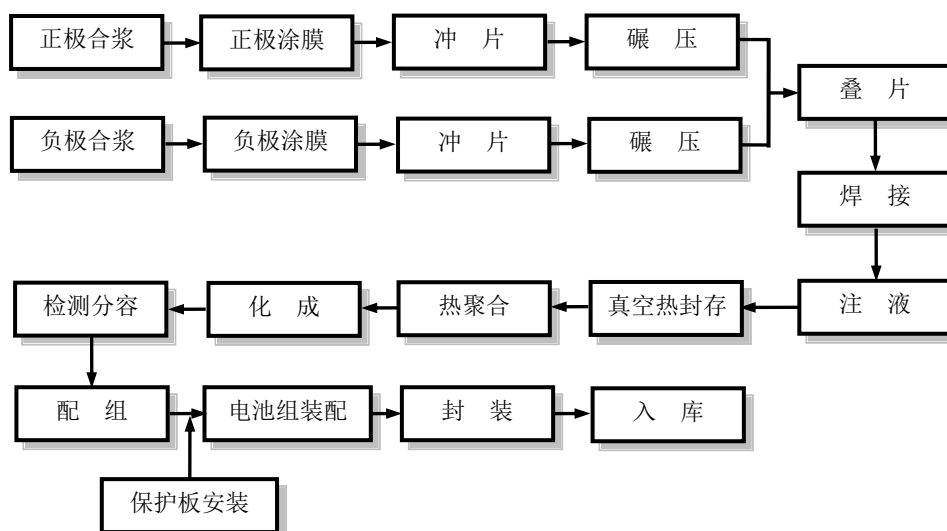 正极合浆
正极涂膜
冲 片
碾 压
叠 片
负极合浆
负极涂膜
冲 片
碾 压
焊 接
检测分容
化 成
热聚合
真空热封存
注 液
配 组
电池组装配
封 装
入 库
保护板安装